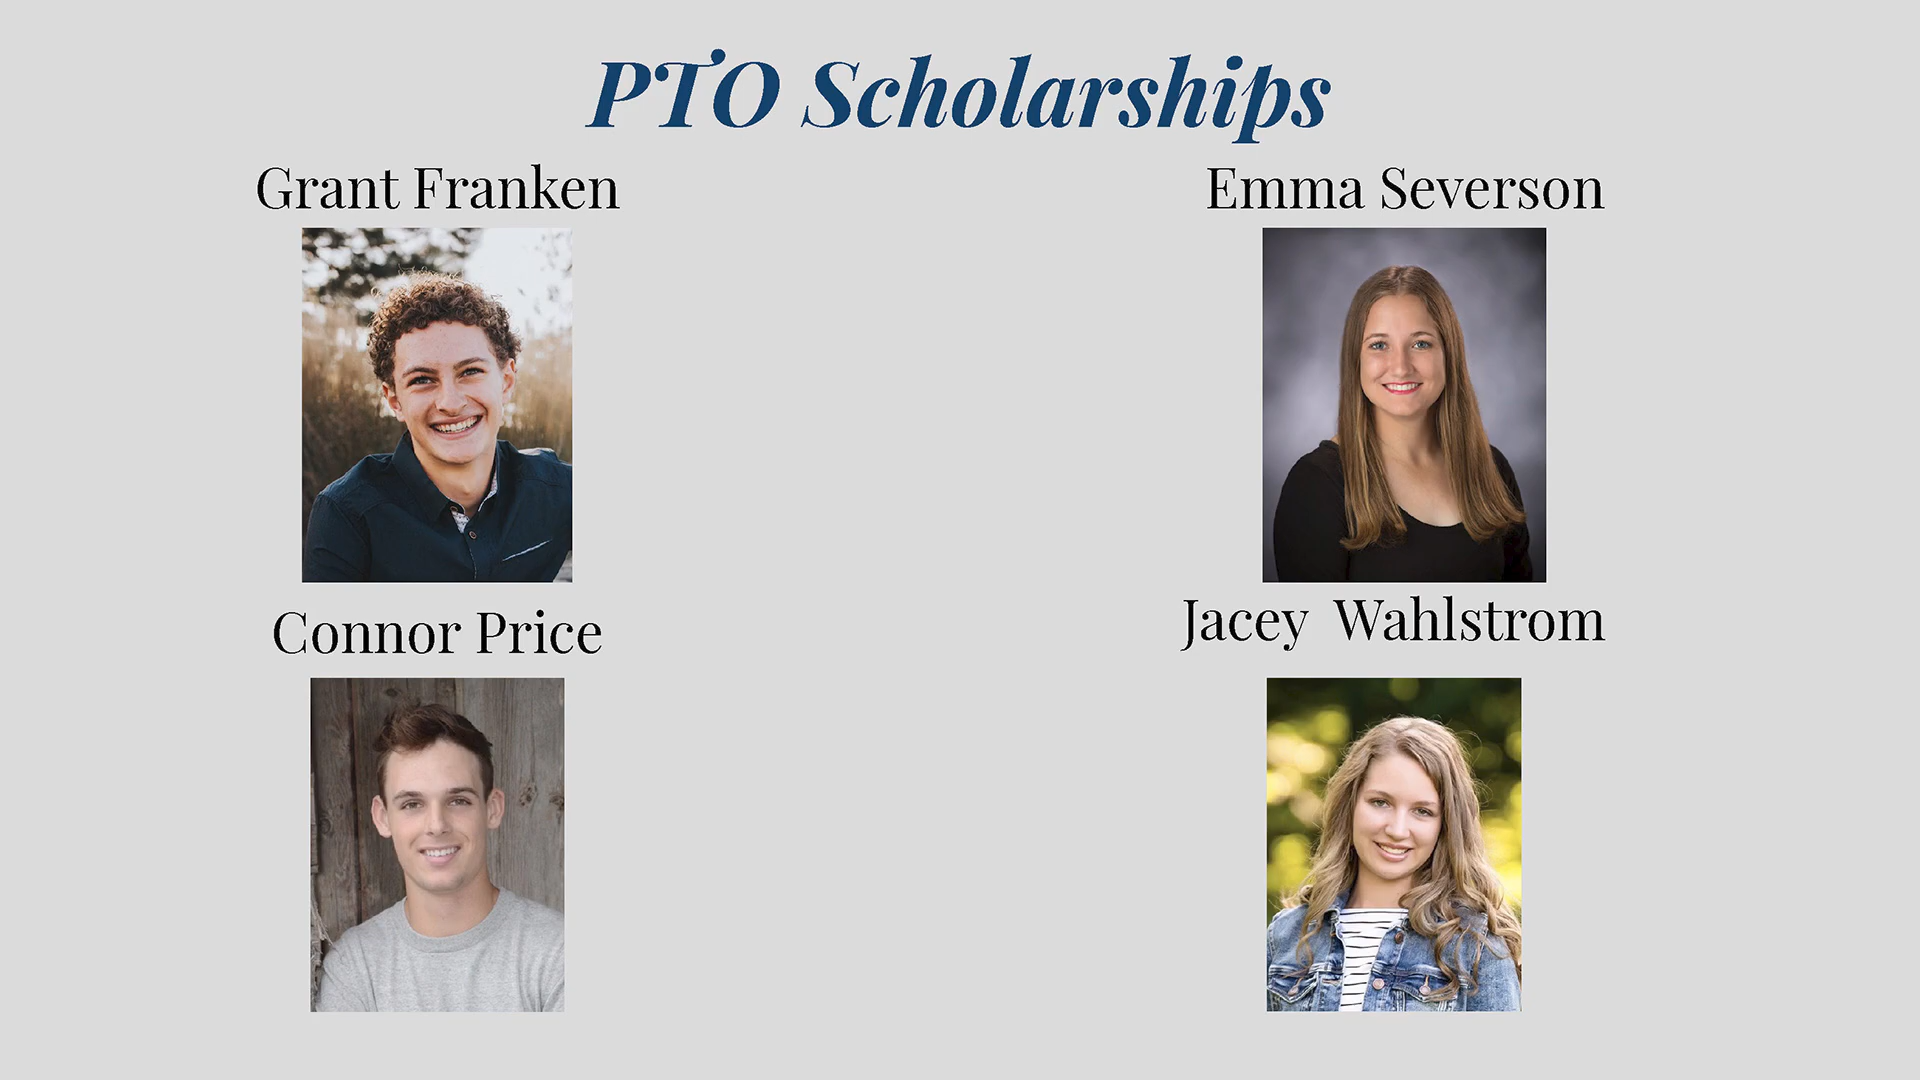 PTO Scholarships
Grant Franken
Emma Severson
Connor Price
Jacey  Wahlstrom